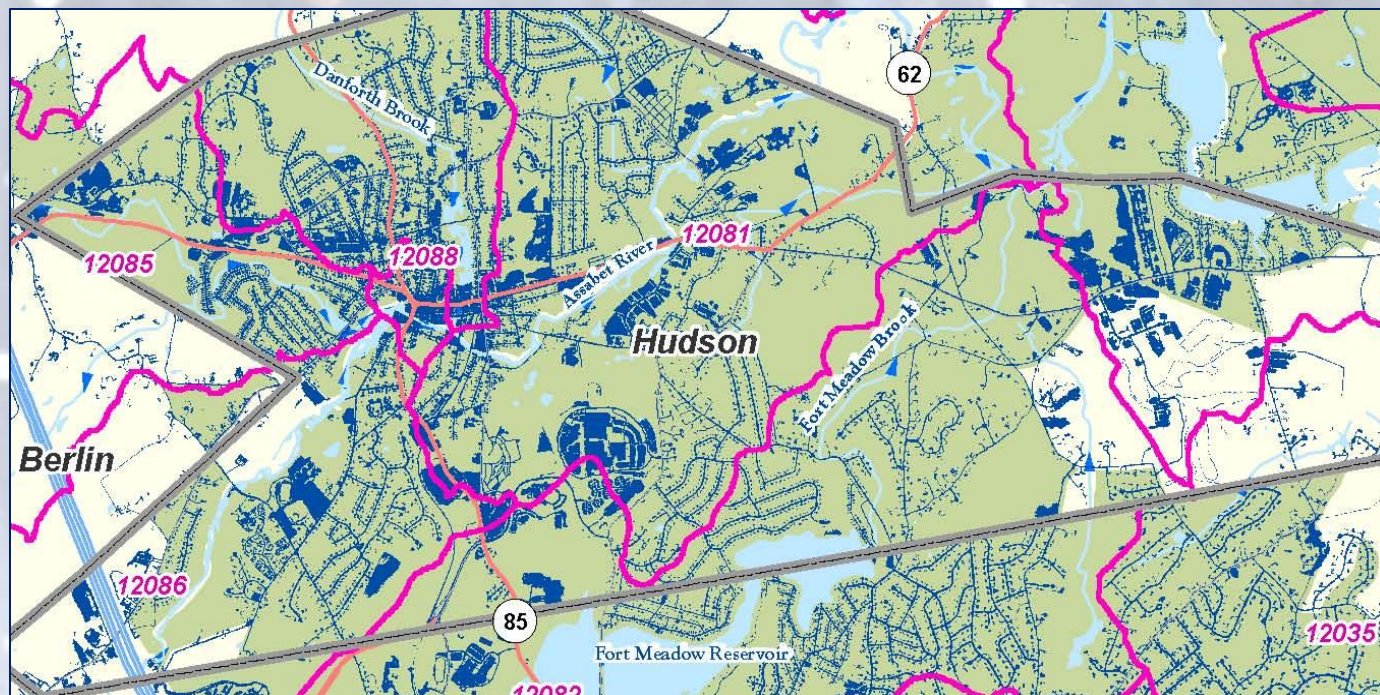 62
Danforth Brook
12081
12088
12085
Assabet River
Hudson
Fort Meadow Brook
Berlin
12086
85
12035
Fort Meadow Reservoir
12082